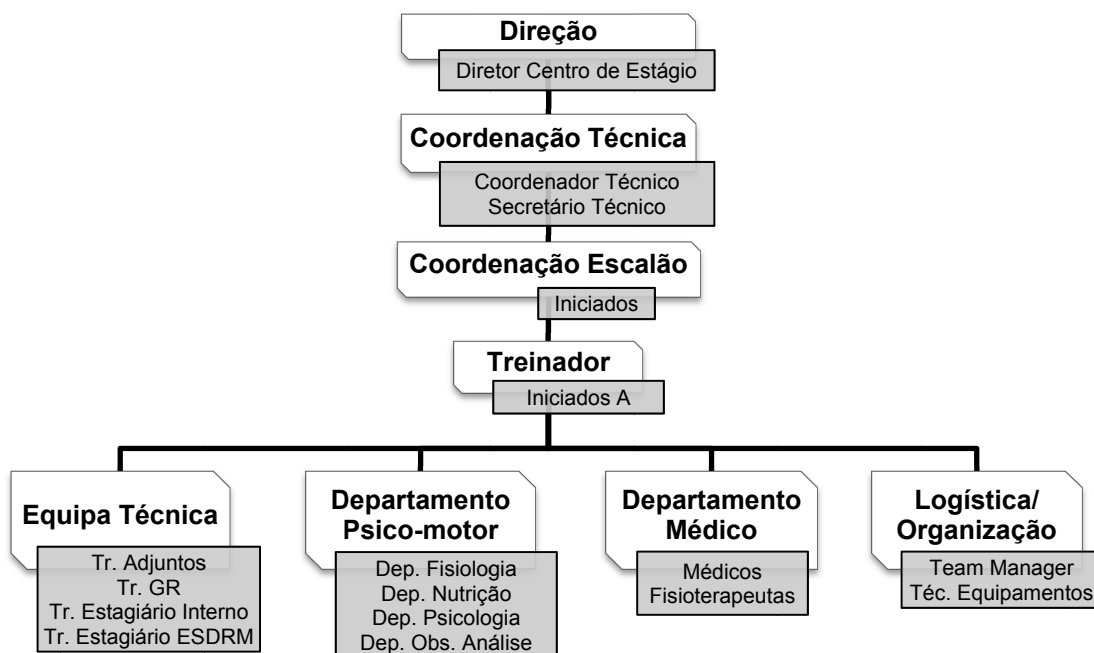 Direção
Diretor Centro de Estágio
Coordenação Técnica
Coordenador Técnico
Secretário Técnico
Coordenação Escalão
Iniciados
Treinador
Iniciados A
Equipa Técnica
Tr. Adjuntos
Tr. GR
Tr. Estagiário Interno
Tr. Estagiário ESDRM
Departamento
Psico-motor
Dep. Fisiologia
Dep. Nutrição
Dep. Psicologia
Dep. Obs. Análise
Departamento
Médico
Médicos
Fisioterapeutas
Logística/
Organização
Team Manager
Téc. Equipamentos